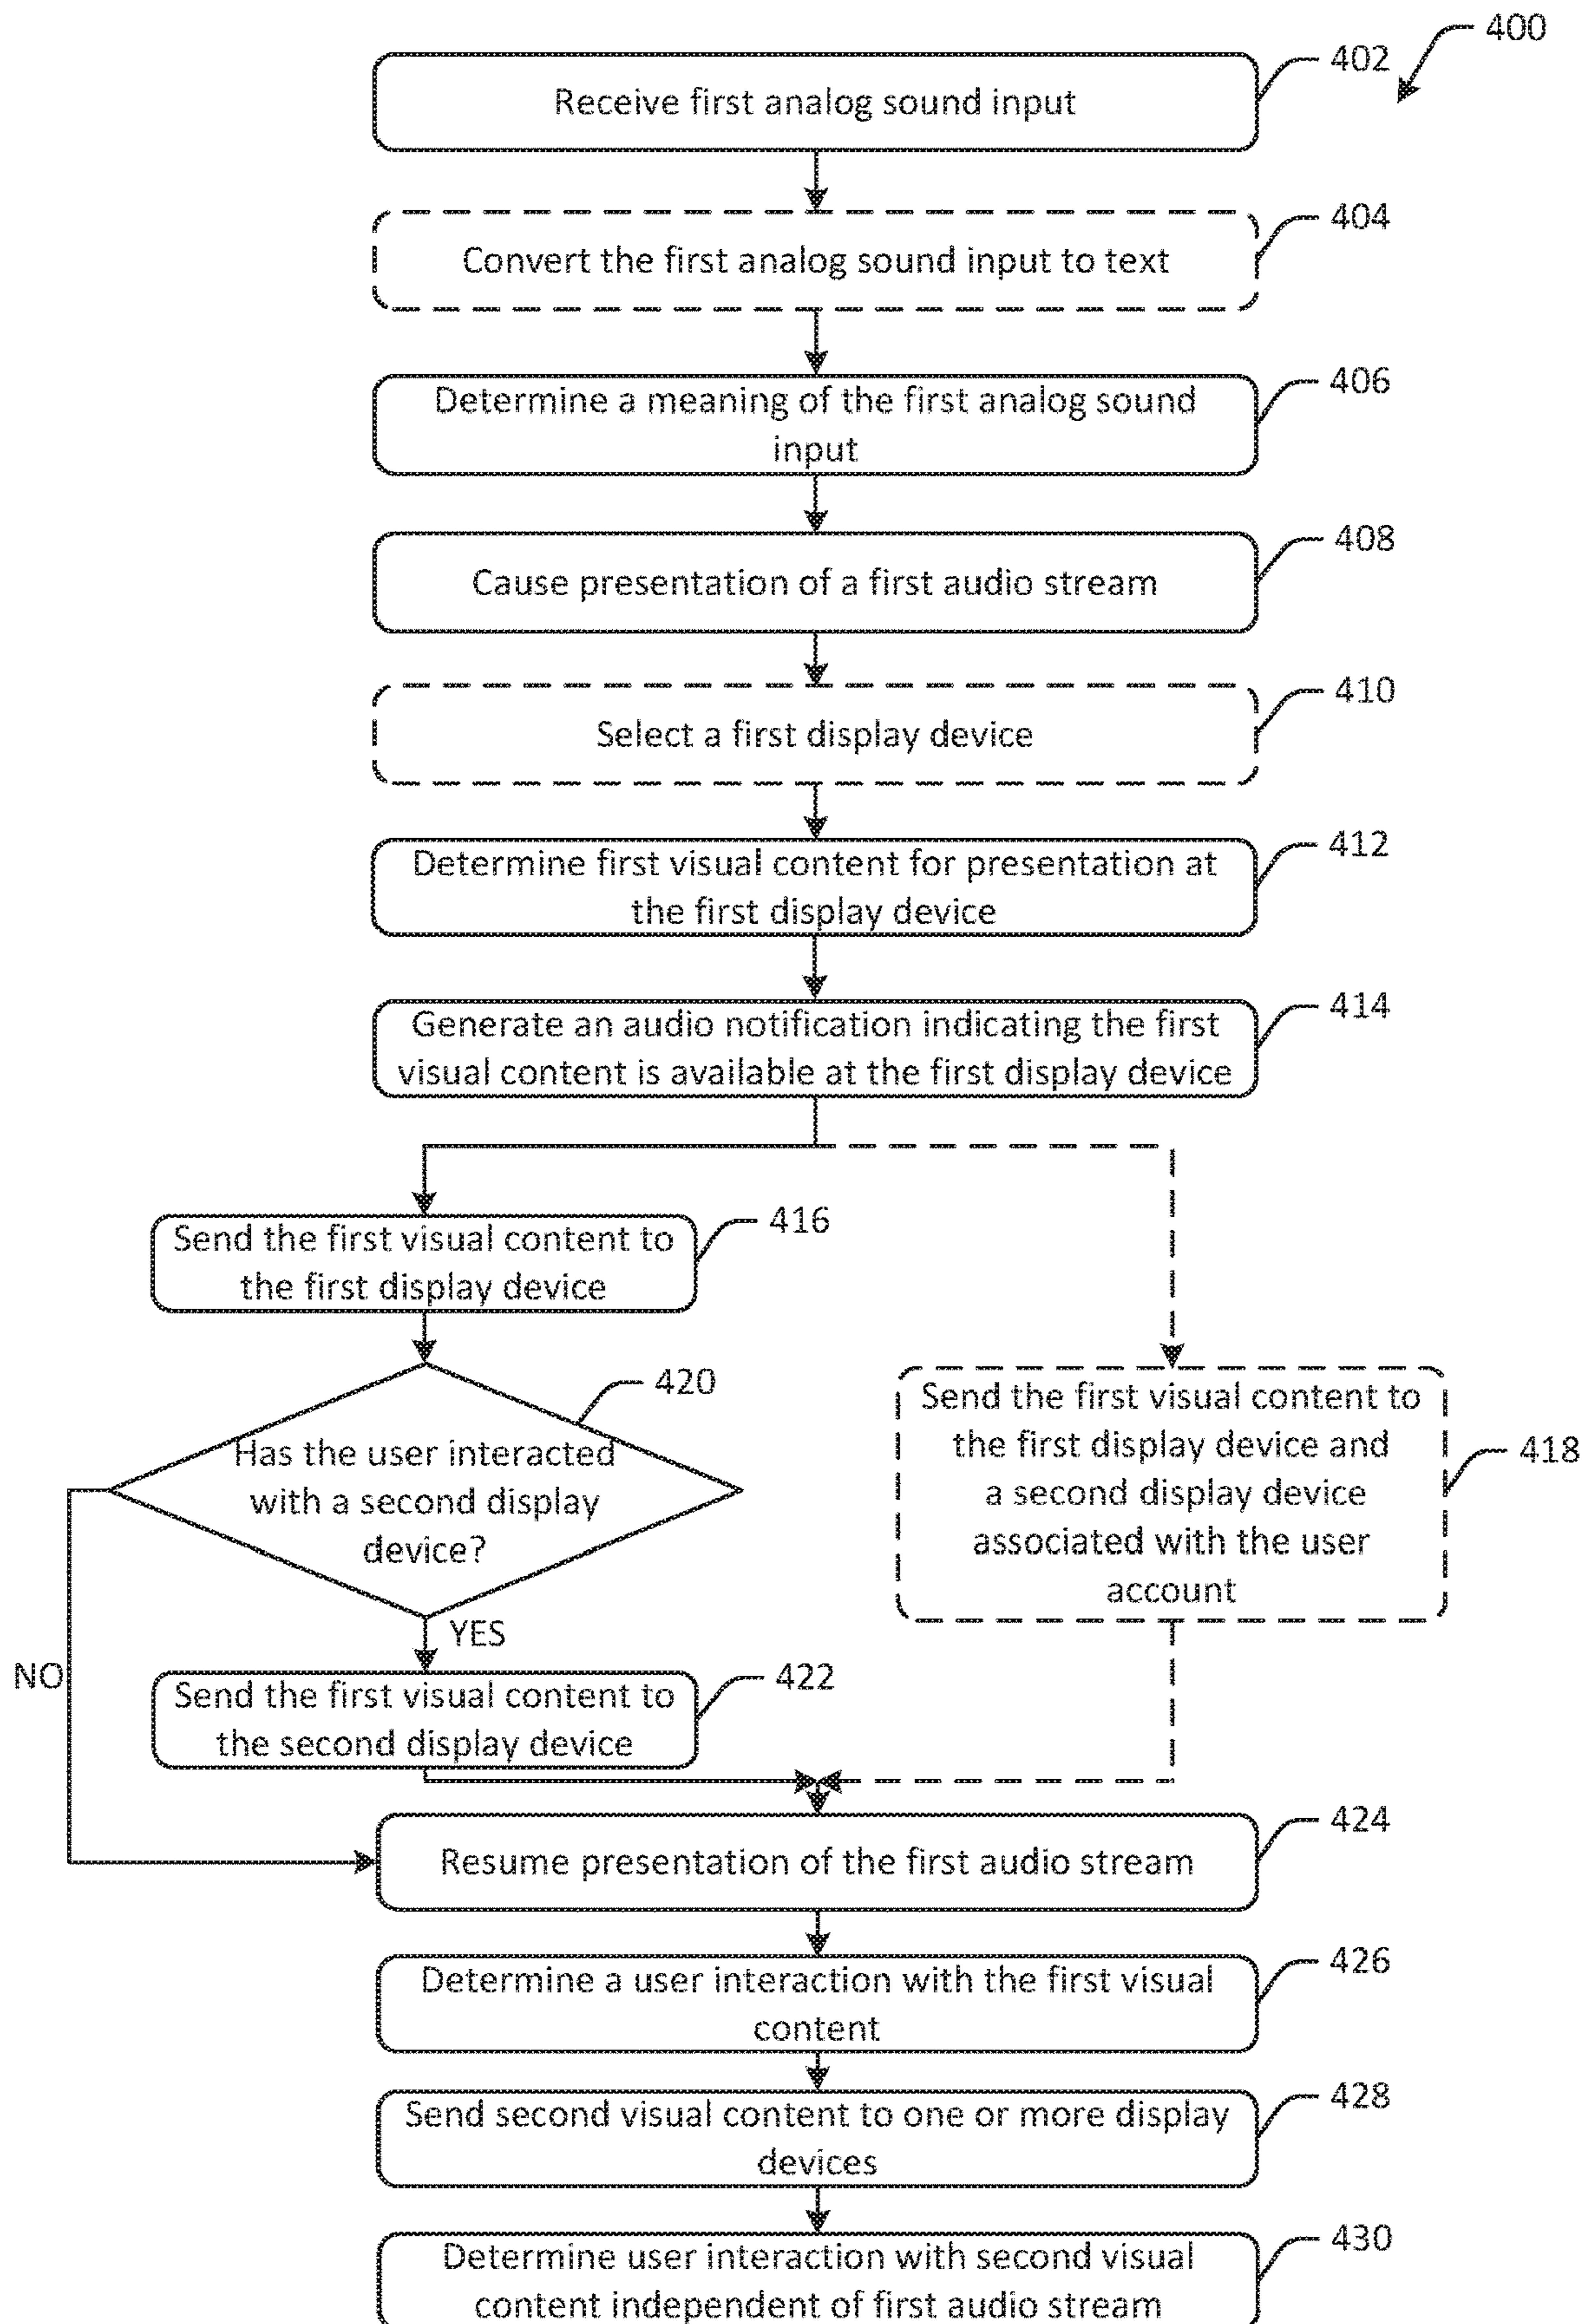 400
402
Receive first analog sound input
404
Convert the first analog sound input to text
406
Determine a meaning of the first analog sound
input
408
Cause presentation of a first audio stream
410
Select a first display device
412
Determine first visual content for presentation at
the first display device
414
Generate an audio notification indicating the first
visual content is available at the first display device
416
Send the first visual content to
the first display device
420
Has the user interacted
with a second display
device?
418
Send the first visual content to
the first display device and
a second display device
associated with the user
account
YES
NO
422
Send the first visual content to
the second display device
424
Resume presentation of the first audio stream
426
Determine a user interaction with the first visual
content
428
Send second visual content to one or more display
devices
430
Determine user interaction with second visual
content independent of first audio stream